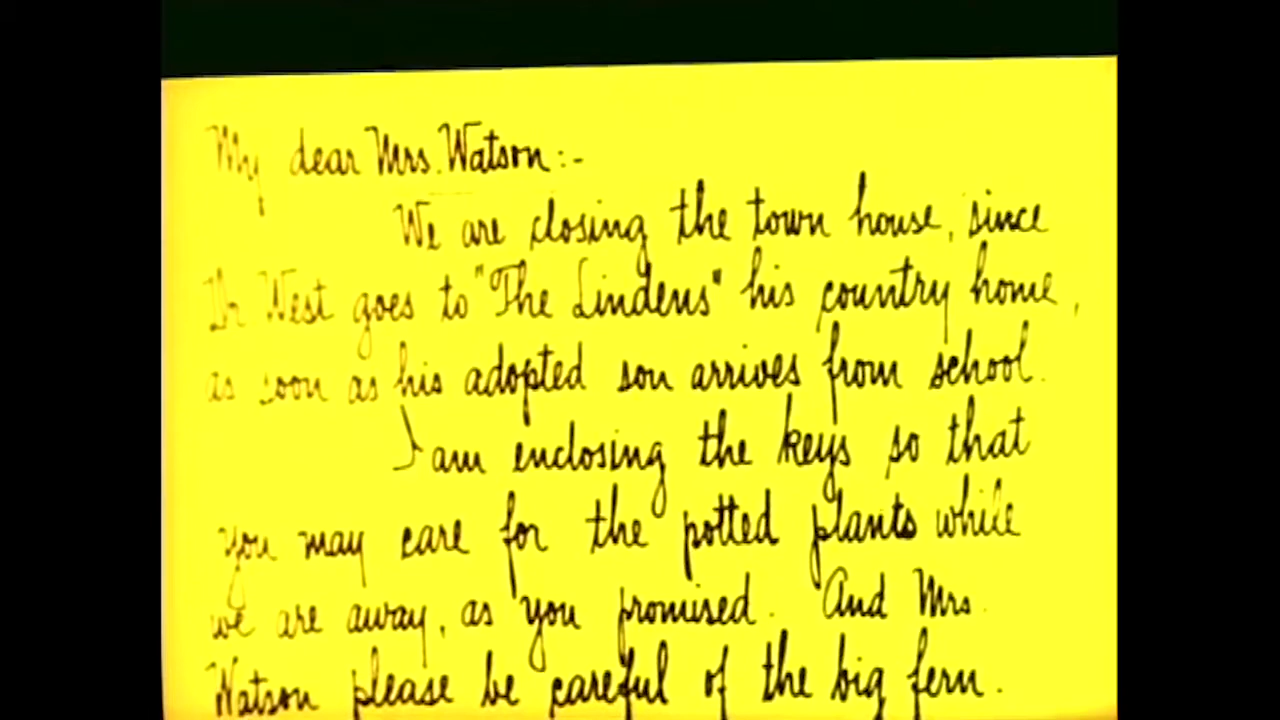 My dear Mrs. Watson:-
We are closing the town house, since
Dr West goes to "The Lindens" his country home,
as soon as his adopted son arrives from school.
I am enclosing the keys so that
you may care for the potted plants while
we are away, as you promised. And Mrs.
Watson please be careful of the big fern.